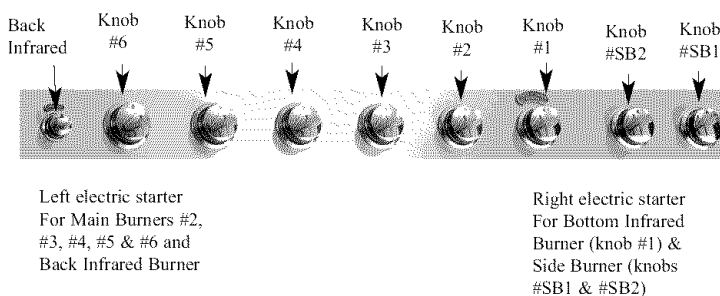 Back
Infrared
Knob
#6
Knob
#5
Knob
#4
Knob
#3
Knob
#2
Knob
#1
Knob
#SB2
Knob
#SB1
Left electric starter
For Main Burners #2,
#3, #4, #5 & #6 and
Back Infrared Burner
Right electric starter
For Bottom Infrared
Burner (knob #1) &
Side Burner (knobs
#SB1 & #SB2)